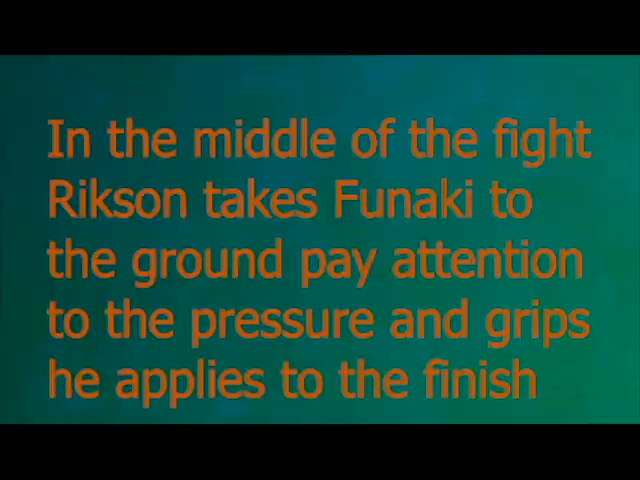 In the middle of the fight
Rikson takes Funaki to
the ground pay attention
to the pressure and grips
he applies to the finish